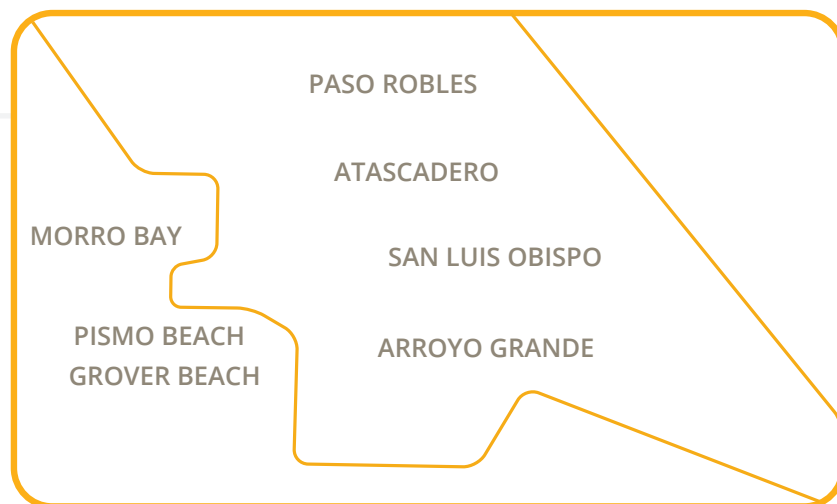 PASO ROBLES
ATASCADERO
MORRO BAY
SAN LUIS OBISPO
PISMO BEACH
GROVER BEACH
ARROYO GRANDE